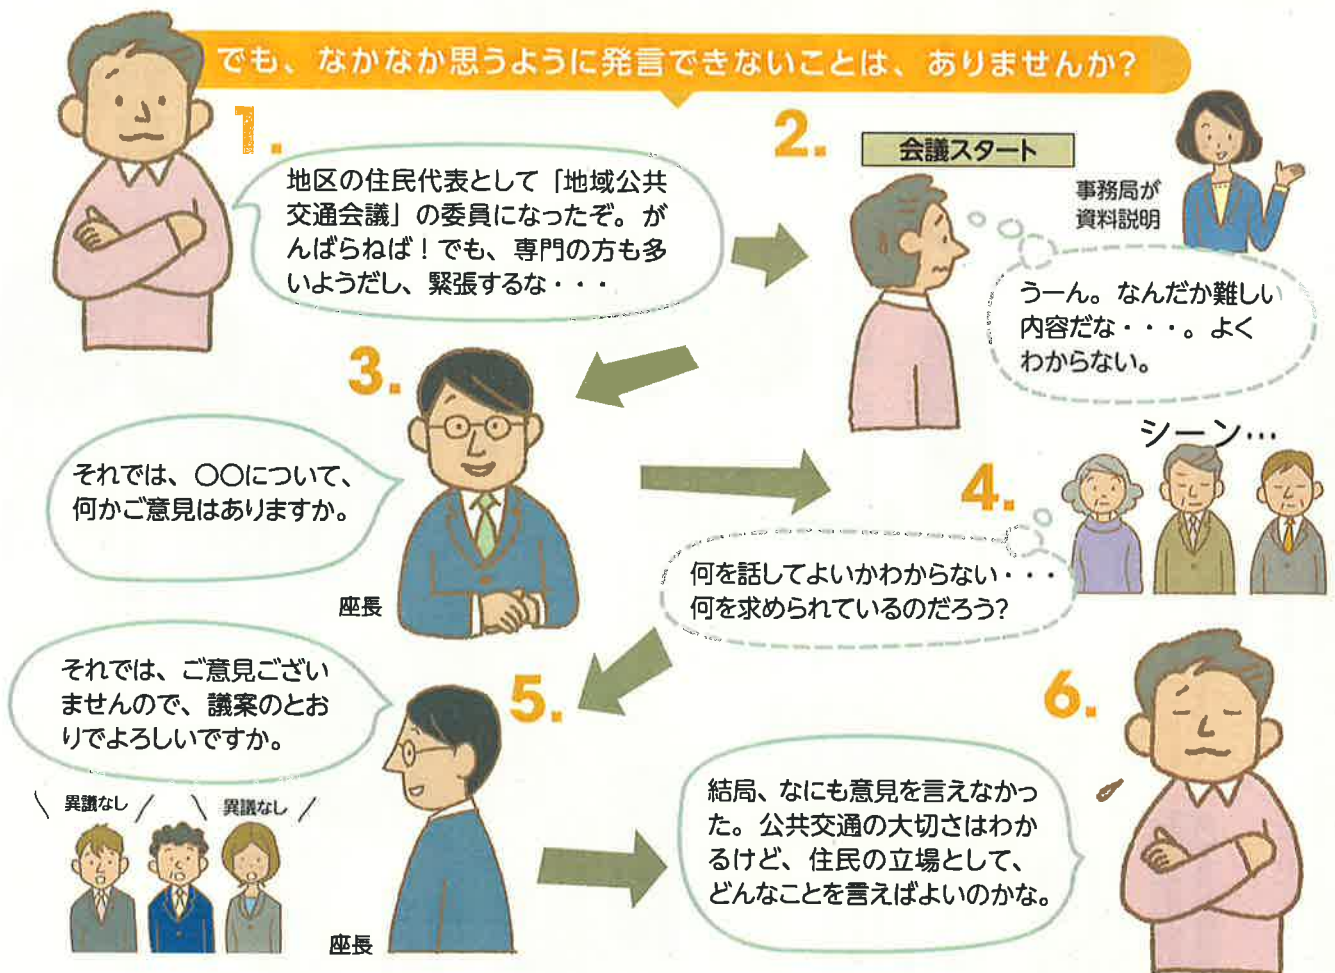 でも、なかなか思うように発言できないことは、ありませんか?
1.
地区の住民代表として「地域公共
交通会議」の委員になったぞ。が
んばらねば！でも、専門の方も多
いようだし、緊張するな・・・
2.
会議スタート
事務局が
資料説明
うーん。なんだか難しい
内容だな・・・。よく
わからない。
3.
それでは、〇〇について、
何かご意見はありますか。
座長
シーン…
4.
何を話してよいかわからない・・・
何を求められているのだろう?
5.
それでは、ご意見ござい
ませんので、議案のとお
りでよろしいですか。
異議なし
異議なし
座長
6.
結局、なにも意見を言えなかっ
た。公共交通の大切さはわか
るけど、住民の立場として、
どんなことを言えばよいのかな。